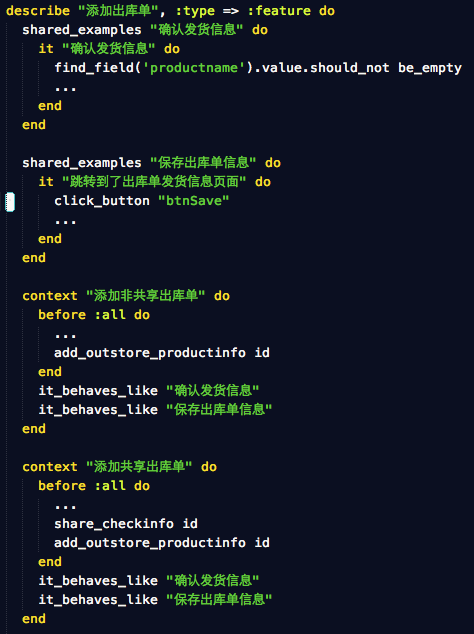 describe "添加出库单", :type => :feature do
shared_examples "确认发货信息" do
it "确认发货信息" do
find_field('productname').value.should_not be_empty
...
end
end
shared_examples "保存出库单信息" do
it "跳转到了出库单发货信息页面" do
click_button "btnSave"
...
end
end
context "添加非共享出库单" do
before :all do
...
add_outstore_productinfo id
end
it_behaves_like "确认发货信息"
it_behaves_like "保存出库单信息"
end
context "添加共享出库单" do
before :all do
...
share_checkinfo id
add_outstore_productinfo id
end
it_behaves_like "确认发货信息"
it_behaves_like "保存出库单信息"
end